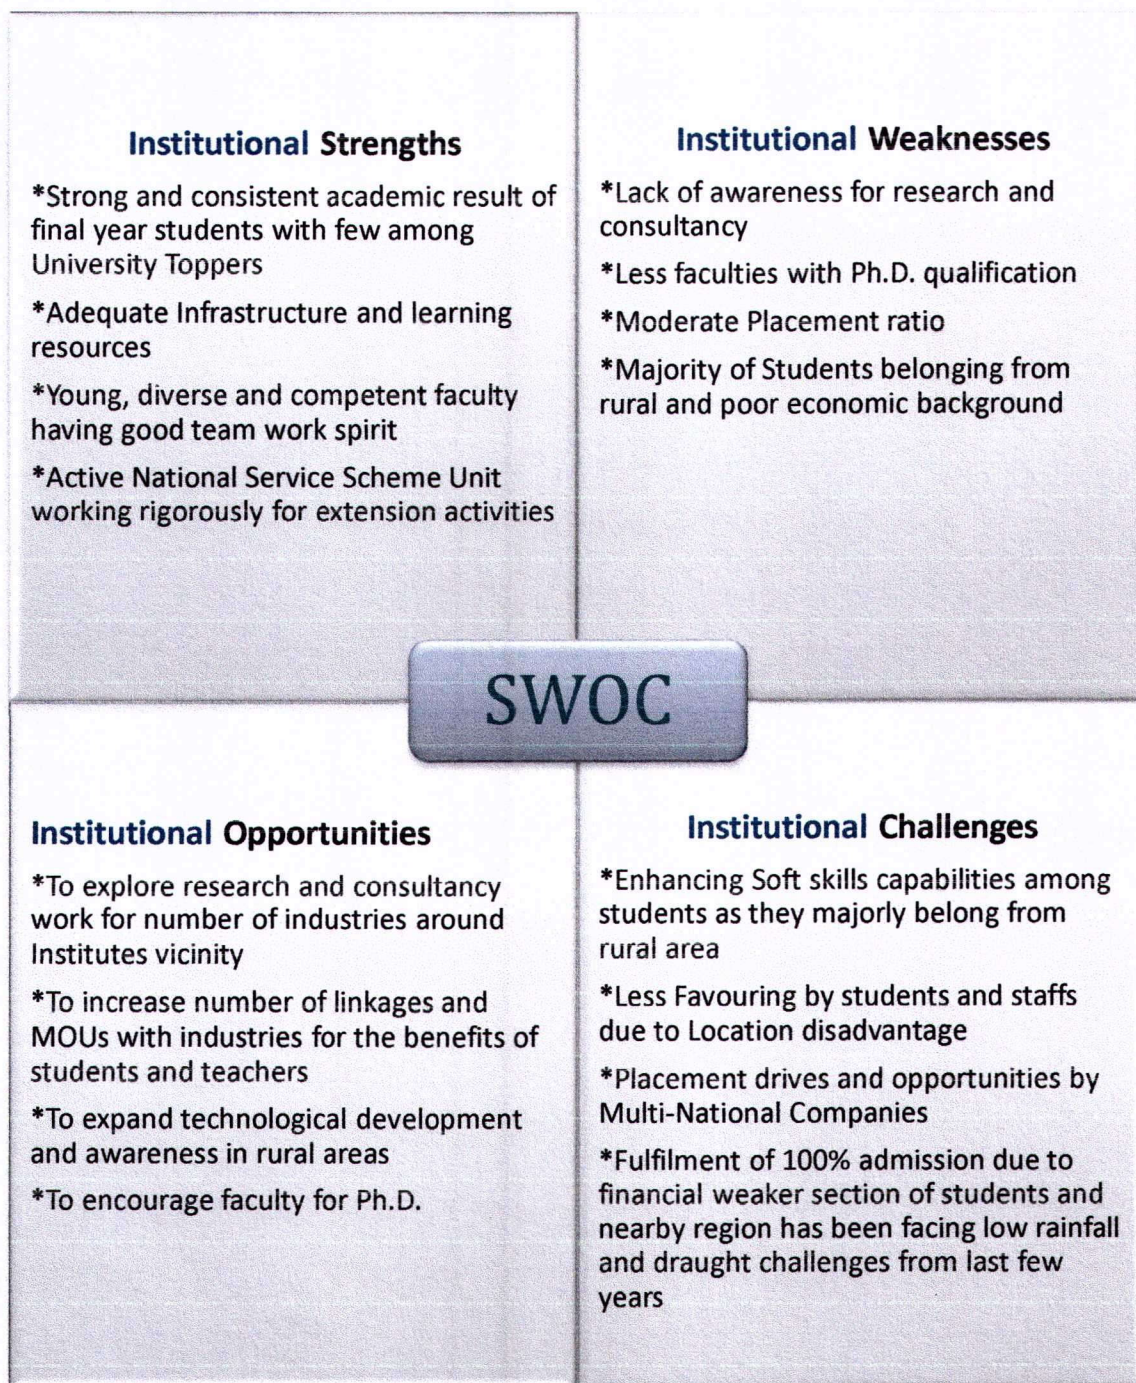 Institutional Strengths
*Strong and consistent academic result of
final year students with few among
University Toppers
*Adequate Infrastructure and learning
resources
*Young, diverse and competent faculty
having good team work spirit
*Active National Service Scheme Unit
working rigorously for extension activities
Institutional Weaknesses
*Lack of awareness for research and
consultancy
*Less faculties with Ph.D. qualification
*Moderate Placement ratio
*Majority of Students belonging from
rural and poor economic background
SWOC
Institutional Opportunities
*To explore research and consultancy
work for number of industries around
Institutes vicinity
*To increase number of linkages and
MOUs with industries for the benefits of
students and teachers
*To expand technological development
and awareness in rural areas
*To encourage faculty for Ph.D.
Institutional Challenges
*Enhancing Soft skills capabilities among
students as they majorly belong from
rural area
*Less Favouring by students and staffs
due to Location disadvantage
*Placement drives and opportunities by
Multi-National Companies
*Fulfilment of 100% admission due to
financial weaker section of students and
nearby region has been facing low rainfall
and draught challenges from last few
years